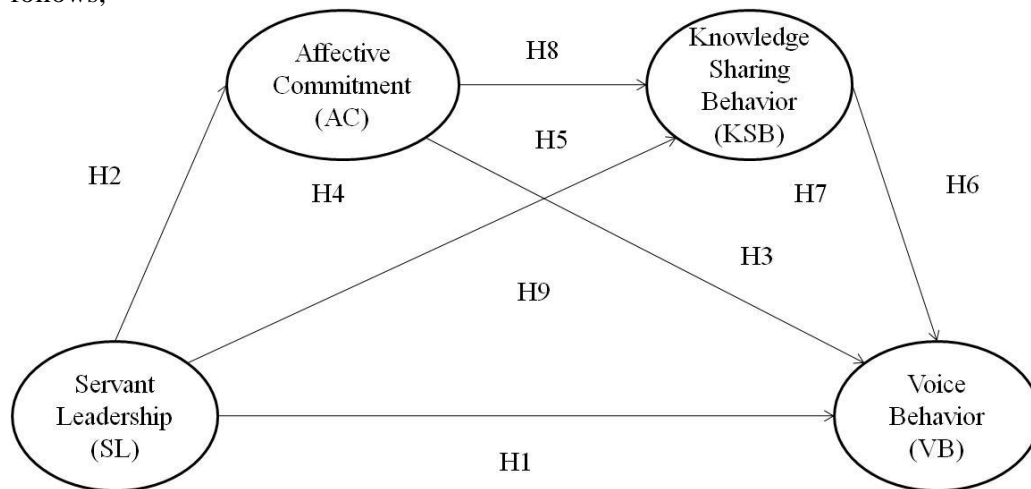 follows,
Affective
Commitment
(AC)
H8
Knowledge
Sharing
Behavior
(KSB)
H5
H2
H4
H7
H6
H3
H9
Servant
Leadership
(SL)
Voice
Behavior
(VB)
H1